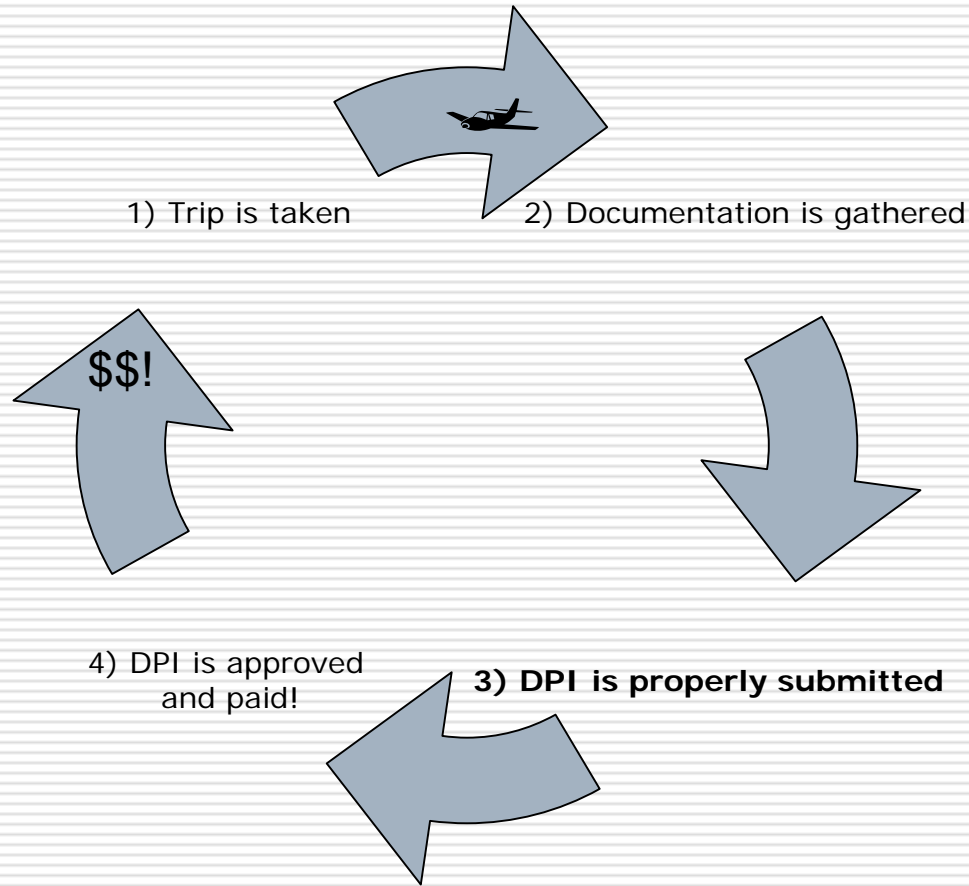 1) Trip is taken
2) Documentation is gathered
$$!
4) DPI is approved
and paid!
3) DPI is properly submitted